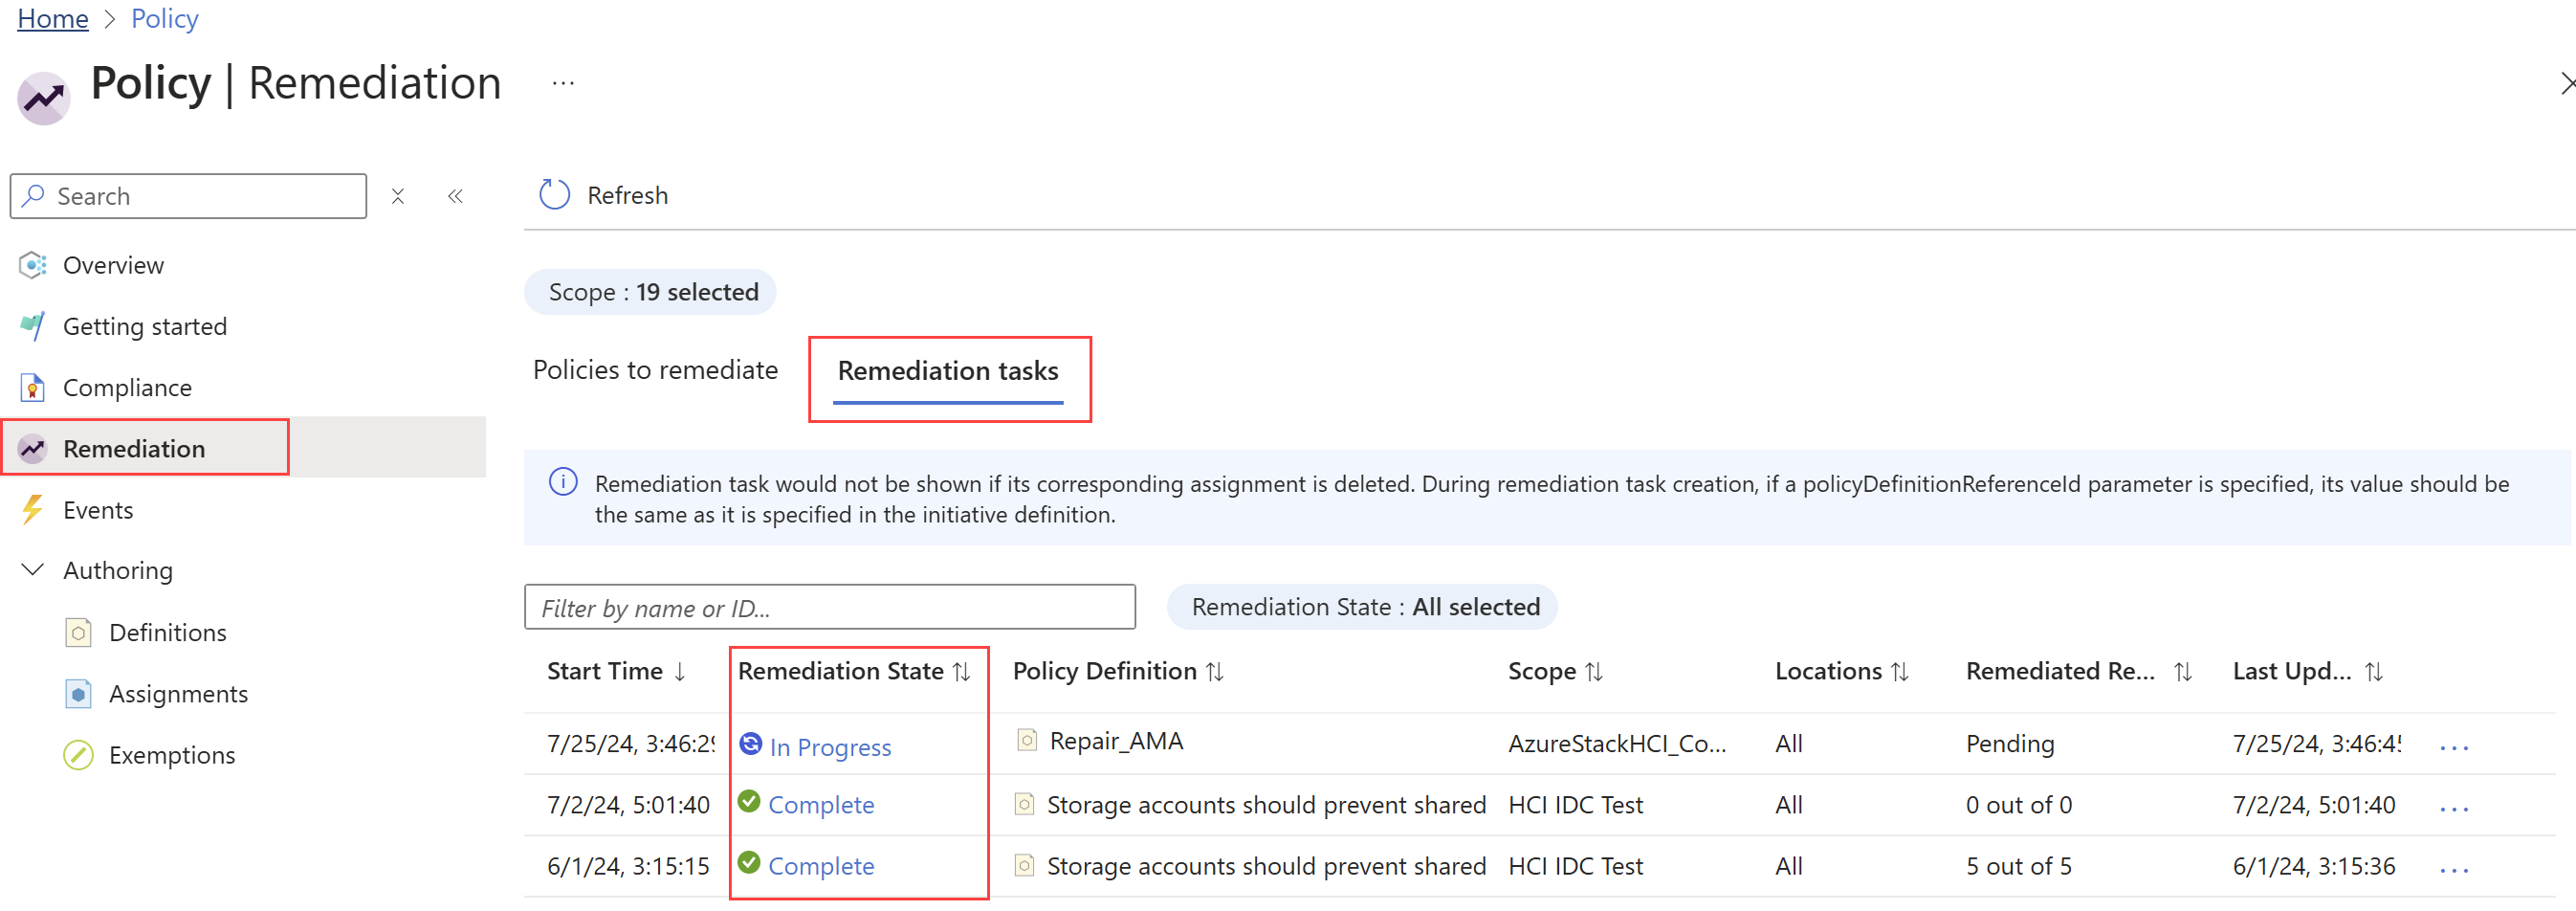 Home > Policy
Policy | Remediation ...
Search
Refresh
Overview
Getting started
Compliance
Remediation
Events
Authoring
Definitions
Assignments
Exemptions
Scope : 19 selected
Policies to remediate Remediation tasks
Remediation task would not be shown if its corresponding assignment is deleted. During remediation task creation, if a policyDefinitionReferenceId parameter is specified, its value should be
the same as it is specified in the initiative definition.
Filter by name or ID... Remediation State : All selected
Start Time ↓ Remediation State ↑↓ Policy Definition ↑↓ Scope ↑↓ Locations ↑↓ Remediated Re... ↑↓ Last Upd... ↑↓
7/25/24, 3:46:29 In Progress Repair_AMA AzureStackHCI_Co... All Pending 7/25/24, 3:46:45 ...
7/2/24, 5:01:40 Complete Storage accounts should prevent shared HCI IDC Test All 0 out of 0 7/2/24, 5:01:40 ...
6/1/24, 3:15:15 Complete Storage accounts should prevent shared HCI IDC Test All 5 out of 5 6/1/24, 3:15:36 ...